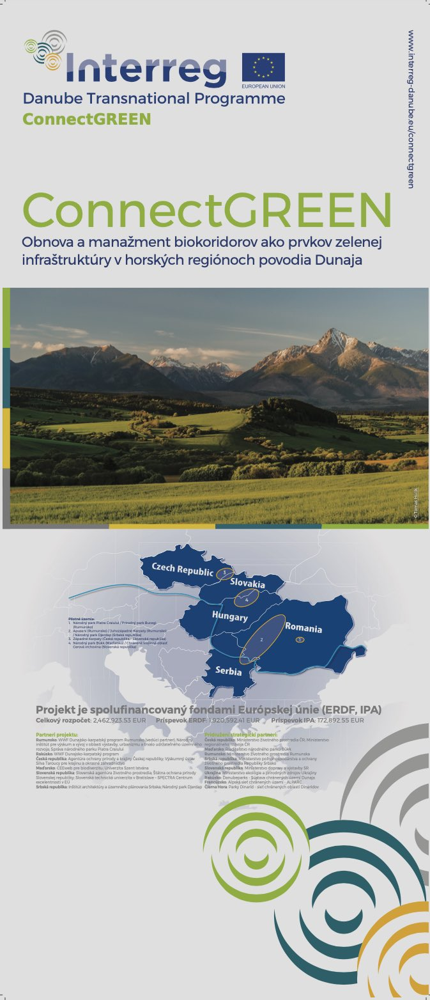 Interreg
EUROPEAN UNION
Danube Transnational Programme
ConnectGREEN
www.interreg-danube.eu/connectgreen
ConnectGREEN
Obnova a manažment biokoridorov ako prvkov zelenej
infraštruktúry v horských regiónoch povodia Dunaja
© Tomas Hulik
Czech Republic
3
Slovakia
4
Hungary
Romania
1
2
Serbia
Pilotné územia:
1. Národný park Piatra Craiului / Prírodný park Bucegi
(Rumunsko)
2. Apuseni (Rumunsko) / Juhozápadné Karpaty (Rumunsko)
/ Národný park Djerdap (Srbská republika)
3. Západné Karpaty (Česká republika - Slovenská republika)
4. Národný park Bükk (Maďarsko) / Chránená krajinná oblasť
Cerová vrchovina (Slovenská republika)
Projekt je spolufinancovaný fondami Európskej únie (ERDF, IPA)
Celkový rozpočet: 2,462,923.53 EUR Príspevok ERDF: 1,920,592.41 EUR Príspevok IPA: 172,892.55 EUR
Partneri projektu:
Rumunsko: WWF Dunajsko-karpatský program Rumunsko (vedúci partner); Národný
inštitút pre výskum a vývoj v oblasti výstavby, urbanizmu a trvalo udržateľného územného
rozvoja; Správa národného parku Piatra Craiului
Rakúsko: WWF Dunajsko-karpatský program
Česká republika: Agentúra ochrany prírody a krajiny Českej republiky; Výskumný ústav
Silva Taroucy pre krajinu a okrasné záhradníctvo
Maďarsko: CEEweb pre biodiverzitu; Univerzita Szent István
Slovenská republika: Slovenská agentúra životného prostredia; Štátna ochrana prírody
Slovenskej republiky; Slovenská technická univerzita v Bratislave – SPECTRA Centrum
excelentnosti v EÚ
Srbská republika: Inštitút architektúry a územného plánovania Srbska; Národný park Djerdap
Pridružení strategickí partneri:
Česká republika: Ministerstvo životného prostredia ČR; Ministerstvo
regionálneho rozvoja ČR
Maďarsko: Riaditeľstvo národného parku Bükk
Rumunsko: Ministerstvo životného prostredia Rumunska
Srbská republika: Ministerstvo poľnohospodárstva a ochrany
životného prostredia Republiky Srbsko
Slovenská republika: Ministerstvo dopravy a výstavby SR
Ukrajina: Ministerstvo ekológie a prírodných zdrojov Ukrajiny
Rakúsko: Danubeparks - Sústava chránených území Dunaja
Francúzsko: Alpská sieť chránených území - ALPARC
Čierna Hora: Parky Dinarid - sieť chránených oblastí Dinaridov